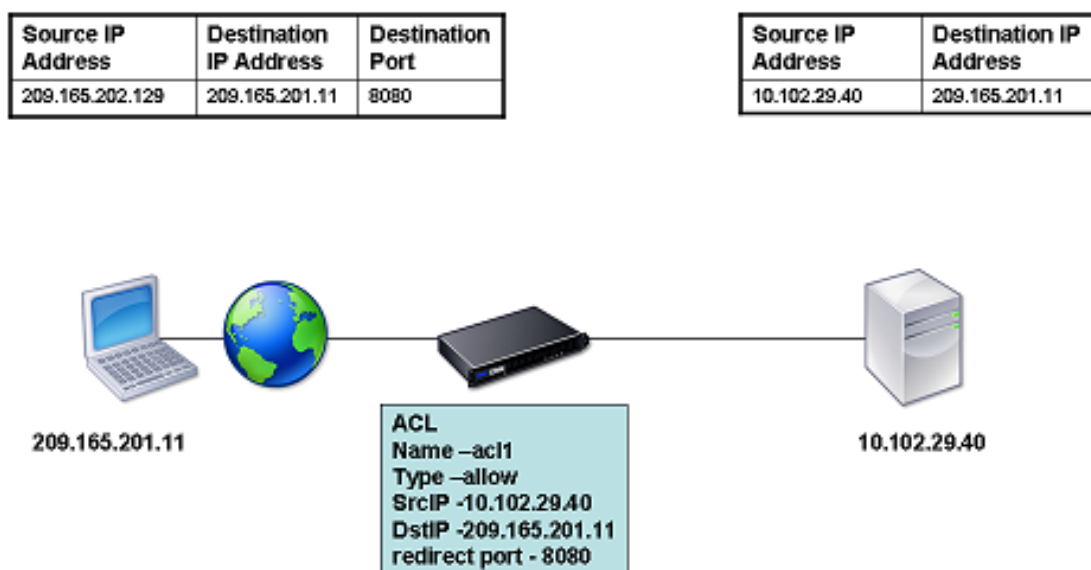 Source IP Address Destination IP Address Destination Port
209.165.202.129 209.165.201.11 8080
Source IP Address Destination IP Address
10.102.29.40 209.165.201.11
209.165.201.11
ACL
Name –acl1
Type –allow
SrcIP -10.102.29.40
DstIP -209.165.201.11
redirect port - 8080
10.102.29.40